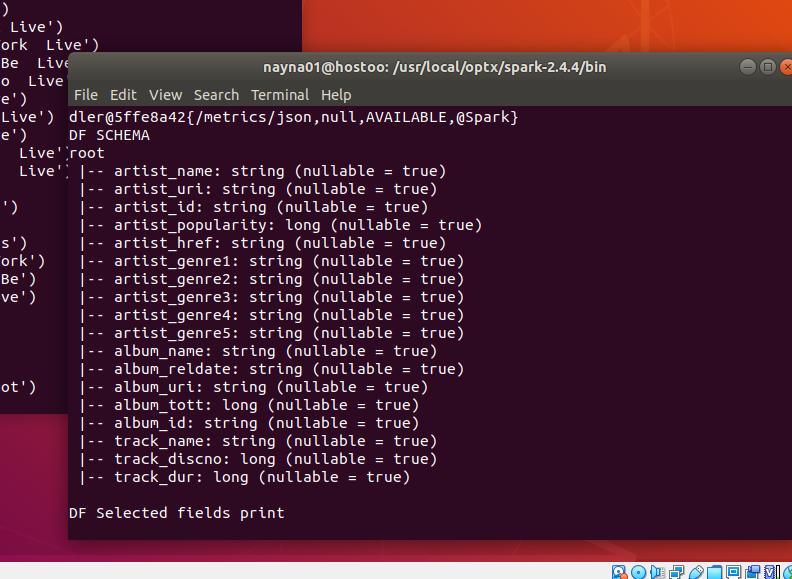 )
Live')
ork  Live')
Be  Live
o  Live'
e')
Live')
e')
Live')
Live')
')
s')
ork')
Be')
ve')
ot')
nayna01@hostoo: /usr/local/optx/spark-2.4.4/bin
File Edit View Search Terminal Help
dler@5ffe8a42{/metrics/json,null,AVAILABLE,@Spark}
DF SCHEMA
root
|-- artist_name: string (nullable = true)
|-- artist_uri: string (nullable = true)
|-- artist_id: string (nullable = true)
|-- artist_popularity: long (nullable = true)
|-- artist_href: string (nullable = true)
|-- artist_genre1: string (nullable = true)
|-- artist_genre2: string (nullable = true)
|-- artist_genre3: string (nullable = true)
|-- artist_genre4: string (nullable = true)
|-- artist_genre5: string (nullable = true)
|-- album_name: string (nullable = true)
|-- album_reldate: string (nullable = true)
|-- album_uri: string (nullable = true)
|-- album_tott: long (nullable = true)
|-- album_id: string (nullable = true)
|-- track_name: string (nullable = true)
|-- track_discno: long (nullable = true)
|-- track_dur: long (nullable = true)
DF Selected fields print